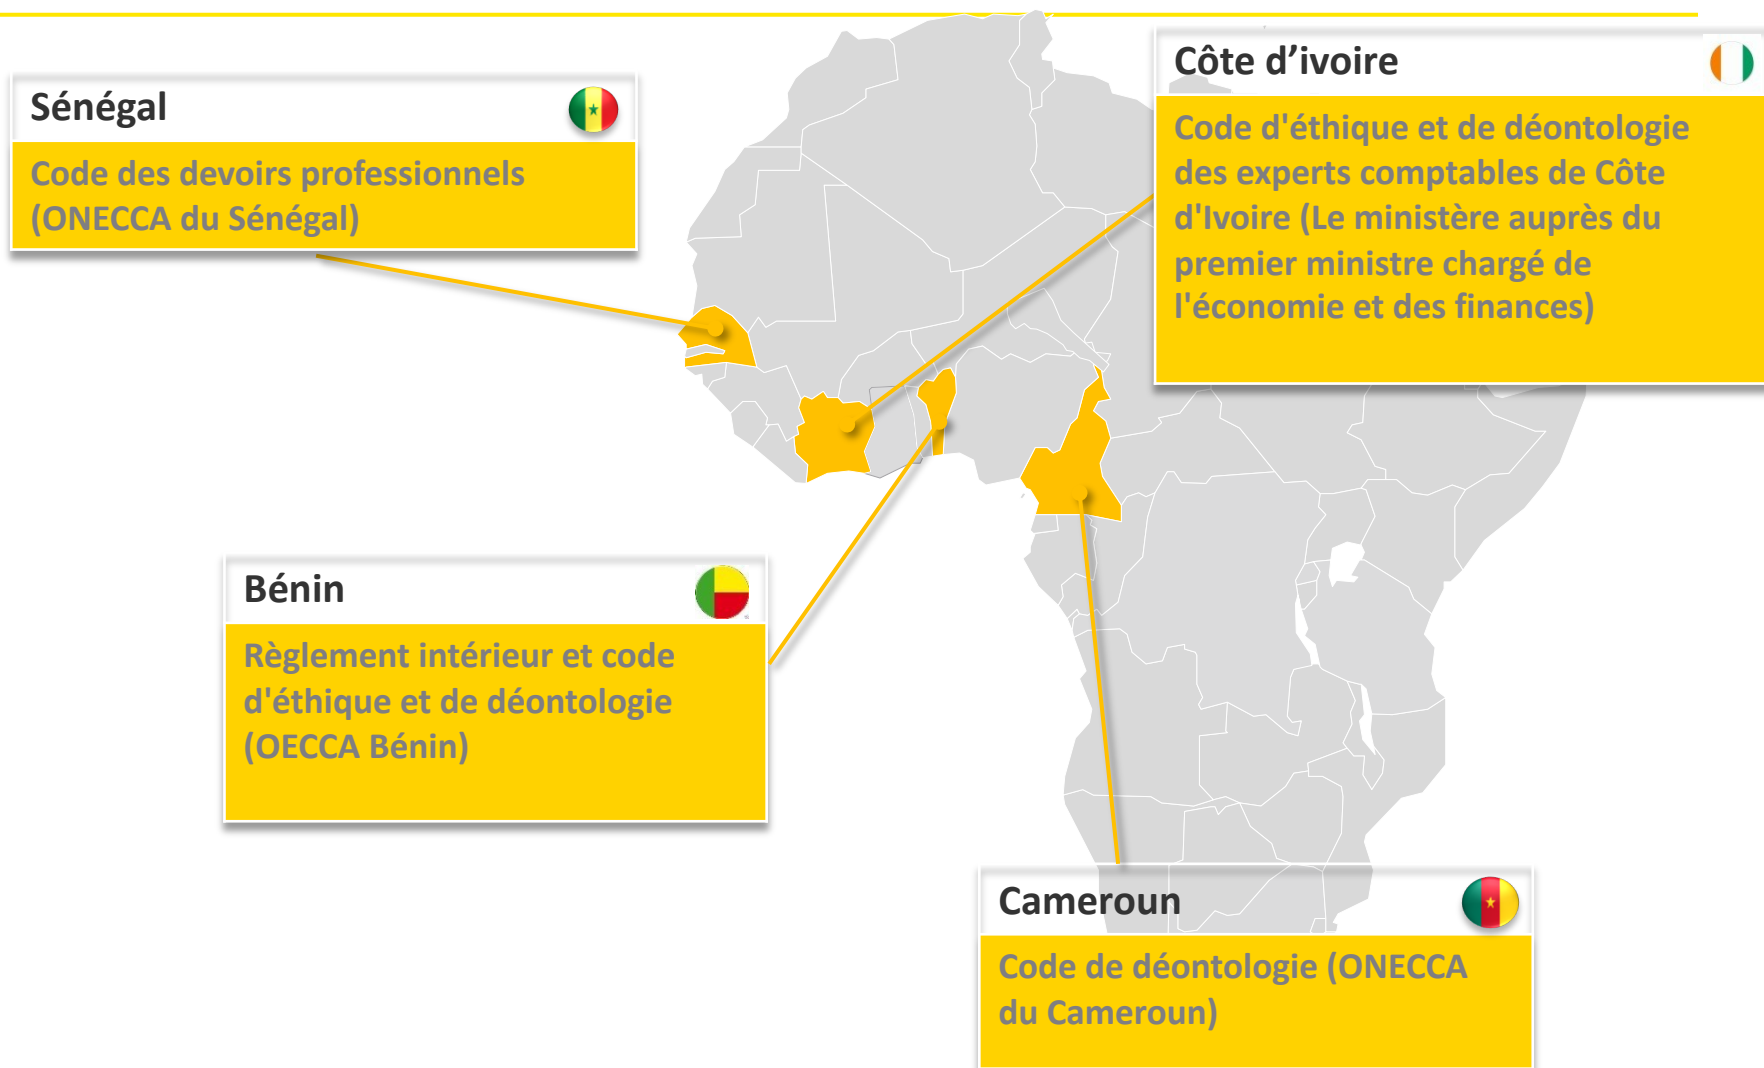 Sénégal
Code des devoirs professionnels
(ONECCA du Sénégal)
Côte d’ivoire
Code d'éthique et de déontologie
des experts comptables de Côte
d'Ivoire (Le ministère auprès du
premier ministre chargé de
l'économie et des finances)
Bénin
Règlement intérieur et code
d'éthique et de déontologie
(OECCA Bénin)
Cameroun
Code de déontologie (ONECCA
du Cameroun)